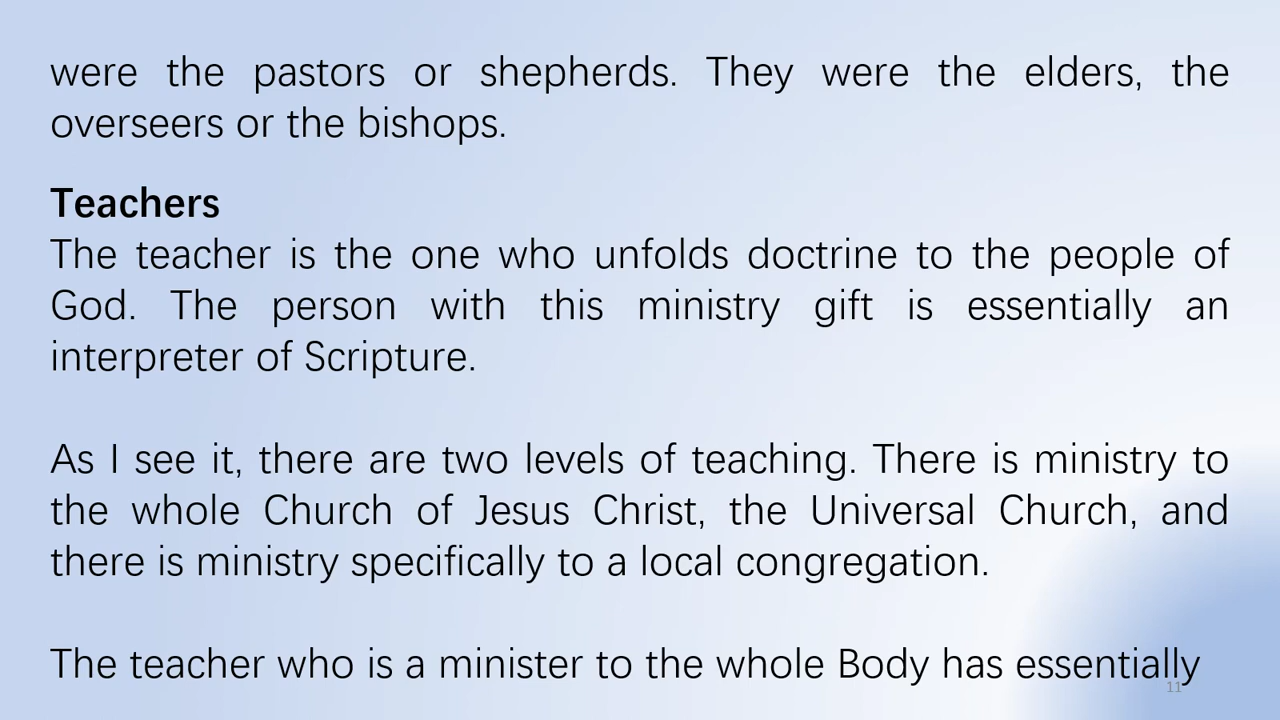 were the pastors or shepherds. They were the elders, the
overseers or the bishops.
Teachers
The teacher is the one who unfolds doctrine to the people of
God. The person with this ministry gift is essentially an
interpreter of Scripture.
As I see it, there are two levels of teaching. There is ministry to
the whole Church of Jesus Christ, the Universal Church, and
there is ministry specifically to a local congregation.
The teacher who is a minister to the whole Body has essentially
11